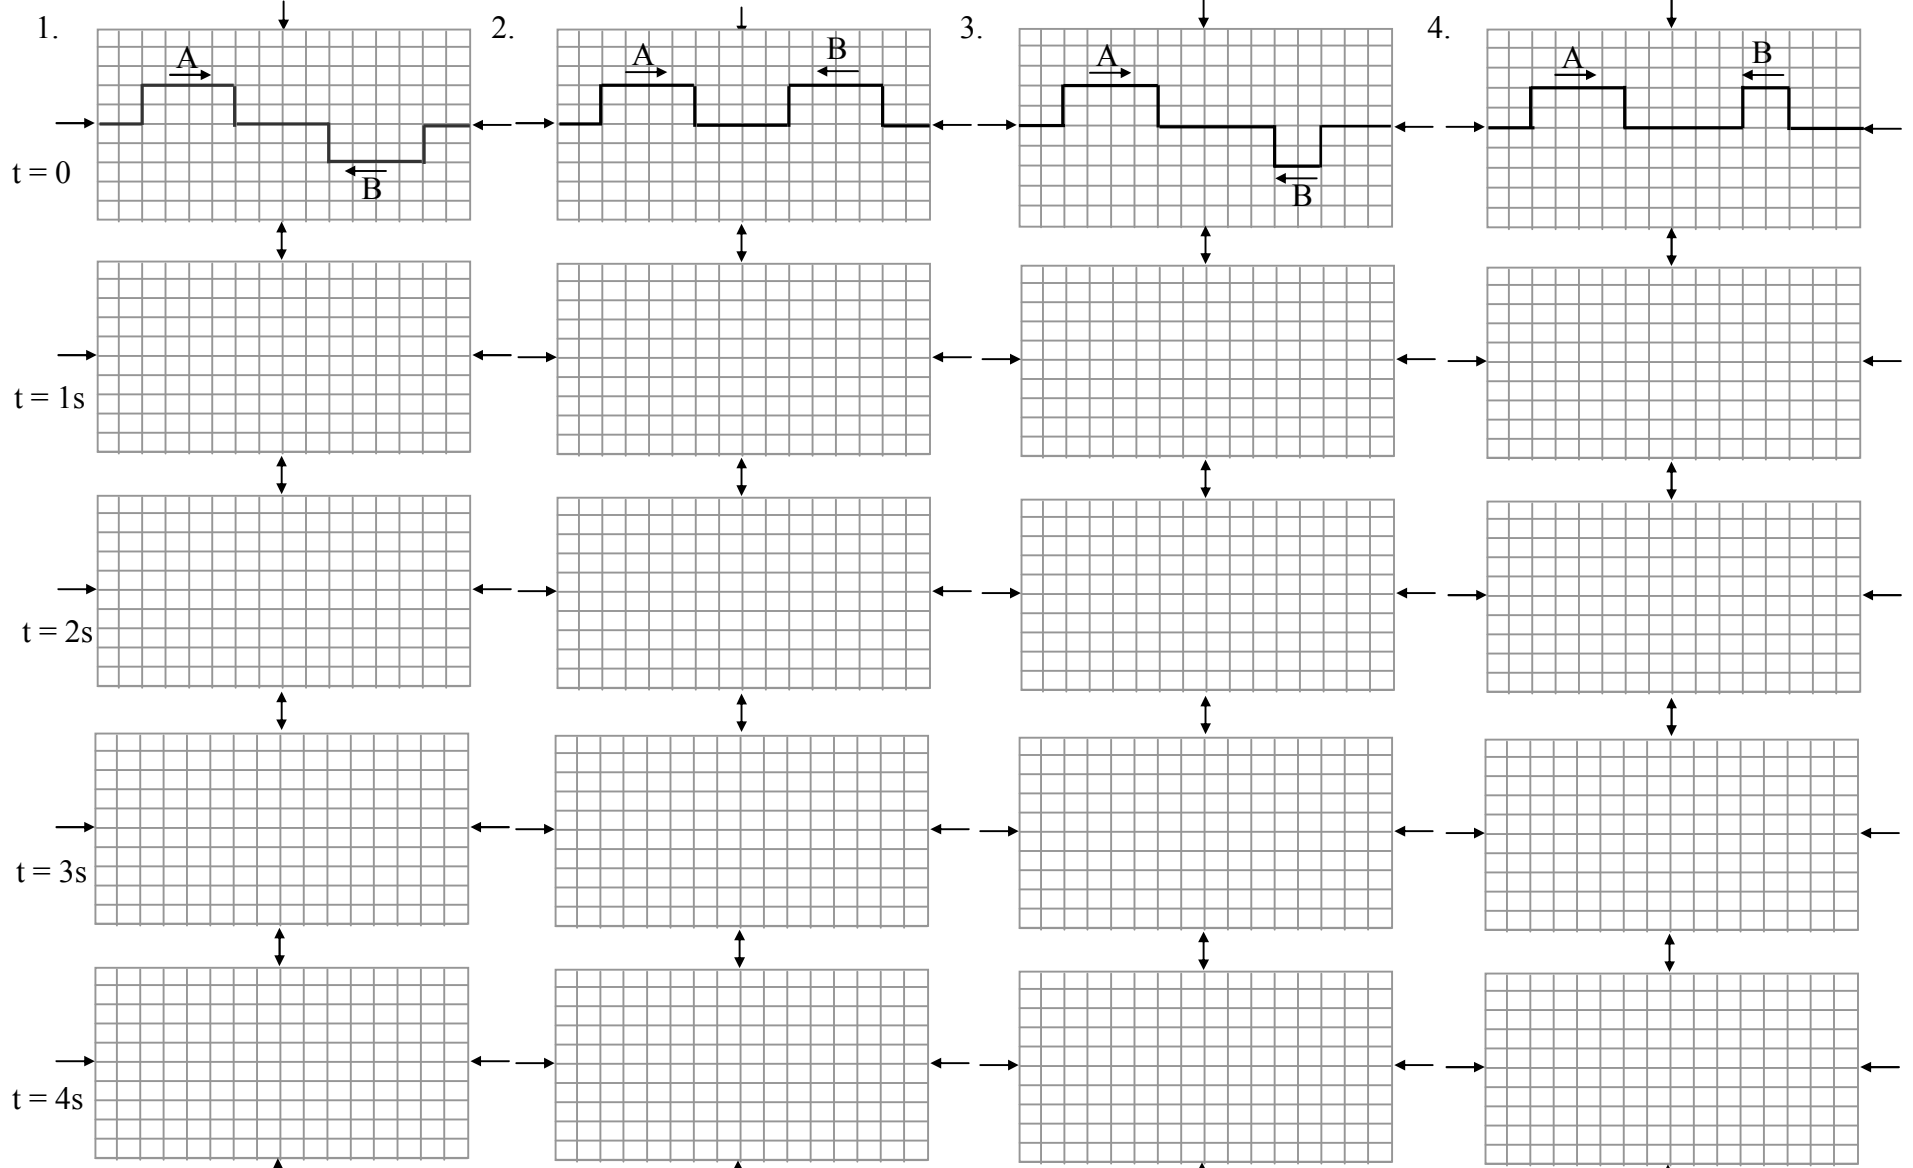 1. 2. 3. 4.
A B A B A B A B
t = 0
t = 1s
t = 2s
t = 3s
t = 4s